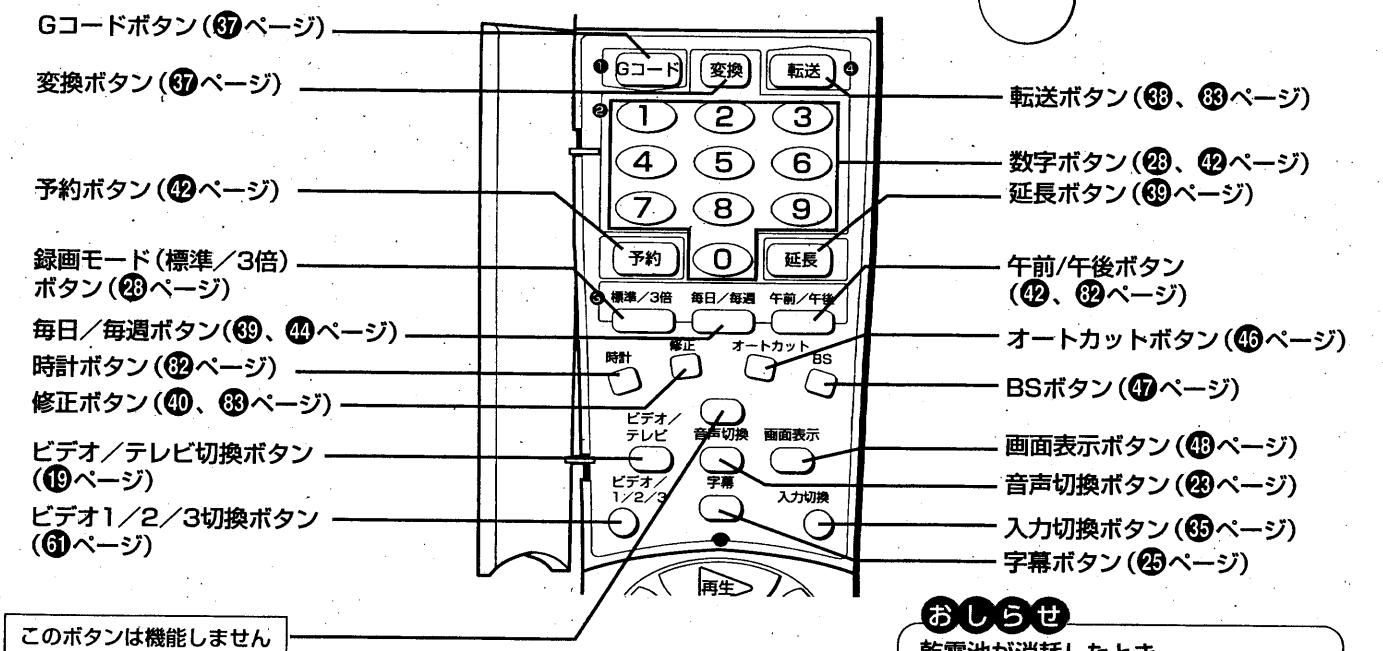 Gコードボタン(37ページ)
変換ボタン(37ページ)
予約ボタン(42ページ)
録画モード(標準／3倍)
ボタン(28ページ)
毎日／毎週ボタン(39、44ページ)
時計ボタン(82ページ)
修正ボタン(40、83ページ)
ビデオ／テレビ切換ボタン
(19ページ)
ビデオ1／2／3切換ボタン
(61ページ)
このボタンは機能しません
1 Gコード 変換 転送 4
2 1 2 3
4 5 6
7 8 9
予約 0 延長
3 標準／3倍 毎日／毎週 午前／午後
時計 修正 オートカット BS
ビデオ／
テレビ 音声切換 画面表示
ビデオ／
1／2／3 字幕 入力切換
再生
転送ボタン(38、83ページ)
数字ボタン(28、42ページ)
延長ボタン(39ページ)
午前/午後ボタン
(42、82ページ)
オートカットボタン(46ページ)
BSボタン(47ページ)
画面表示ボタン(48ページ)
音声切換ボタン(23ページ)
入力切換ボタン(35ページ)
字幕ボタン(25ページ)
おしらせ
乾電池が消耗したとき